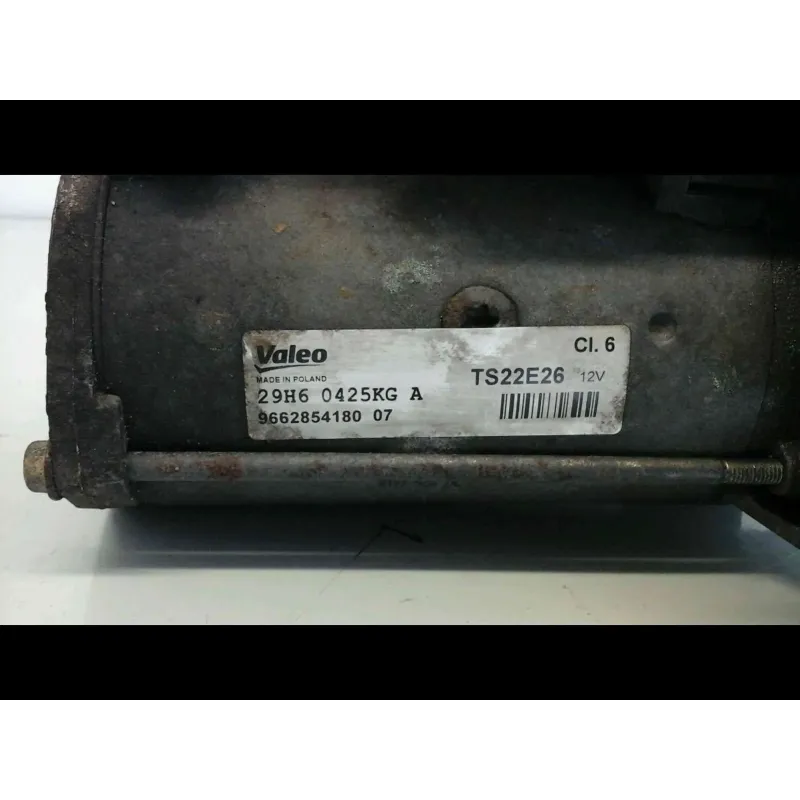 Valeo Cl. 6
MADE IN POLAND TS22E26 12V
29H6 0425KG A
9662854180 07